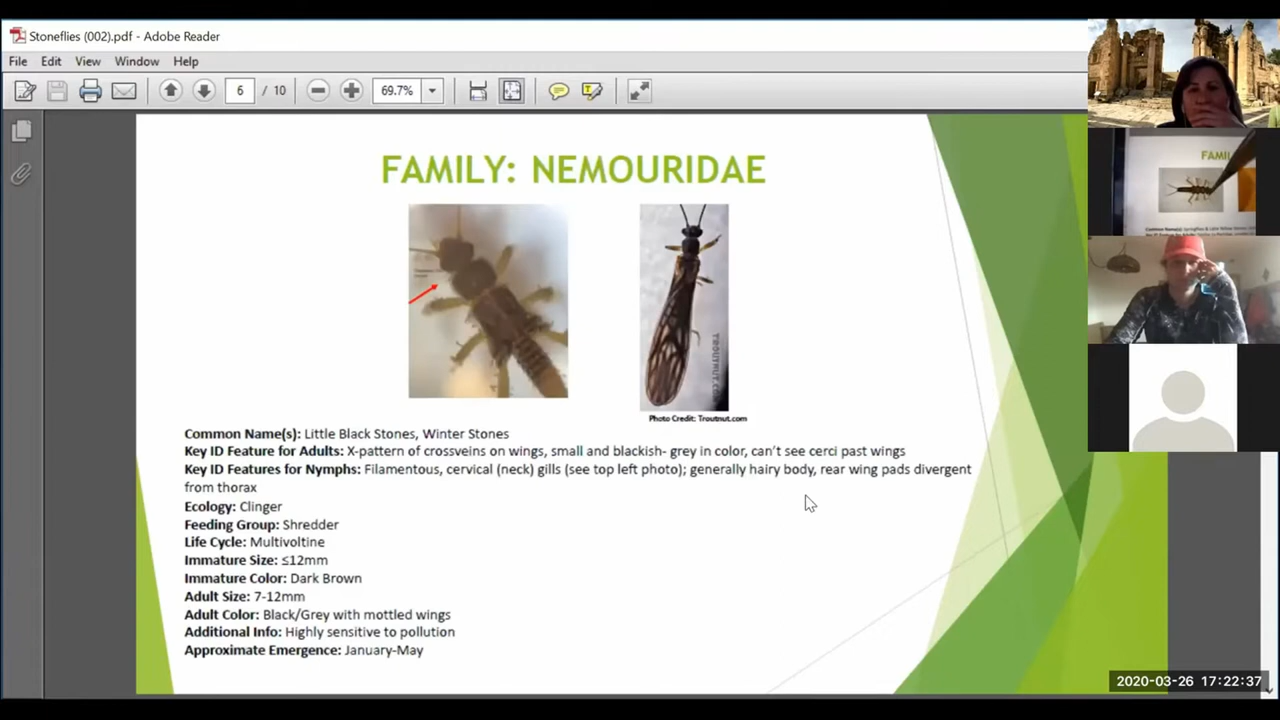 Stoneflies (002).pdf - Adobe Reader
File Edit View Window Help
6 / 10 69.7%
FAMILY: NEMOURIDAE
TROUTNUT.COM
Photo Credit: Troutnut.com
Common Name(s): Little Black Stones, Winter Stones
Key ID Feature for Adults: X-pattern of crossveins on wings, small and blackish- grey in color, can't see cerci past wings
Key ID Features for Nymphs: Filamentous, cervical (neck) gills (see top left photo); generally hairy body, rear wing pads divergent
from thorax
Ecology: Clinger
Feeding Group: Shredder
Life Cycle: Multivoltine
Immature Size: ≤12mm
Immature Color: Dark Brown
Adult Size: 7-12mm
Adult Color: Black/Grey with mottled wings
Additional Info: Highly sensitive to pollution
Approximate Emergence: January-May
FAMIL
2020-03-26 17:22:37